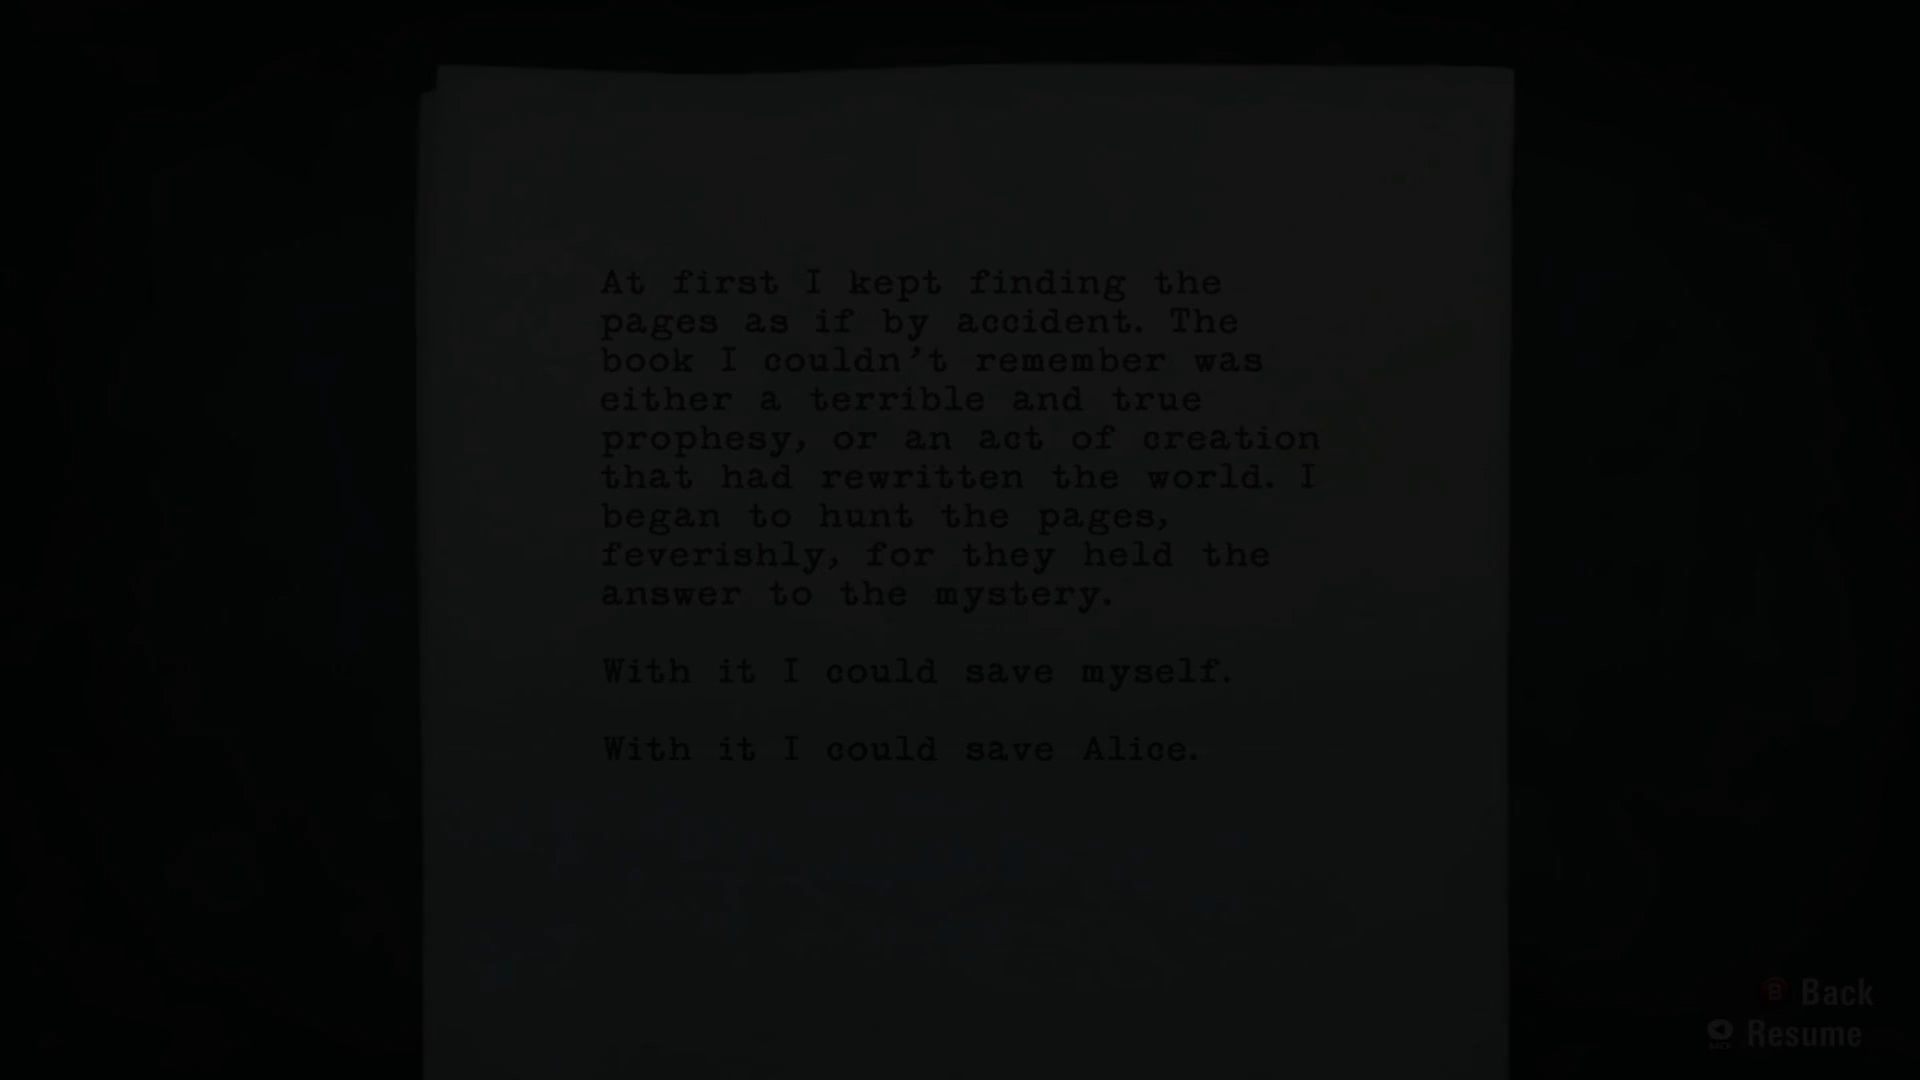 At first I kept finding the
pages as if by accident. The
book I couldn't remember was
either a terrible and true
prophesy, or an act of creation
that had rewritten the world. I
began to hunt the pages,
feverishly, for they held the
answer to the mystery.
With it I could save myself.
With it I could save Alice.
B Back
Resume